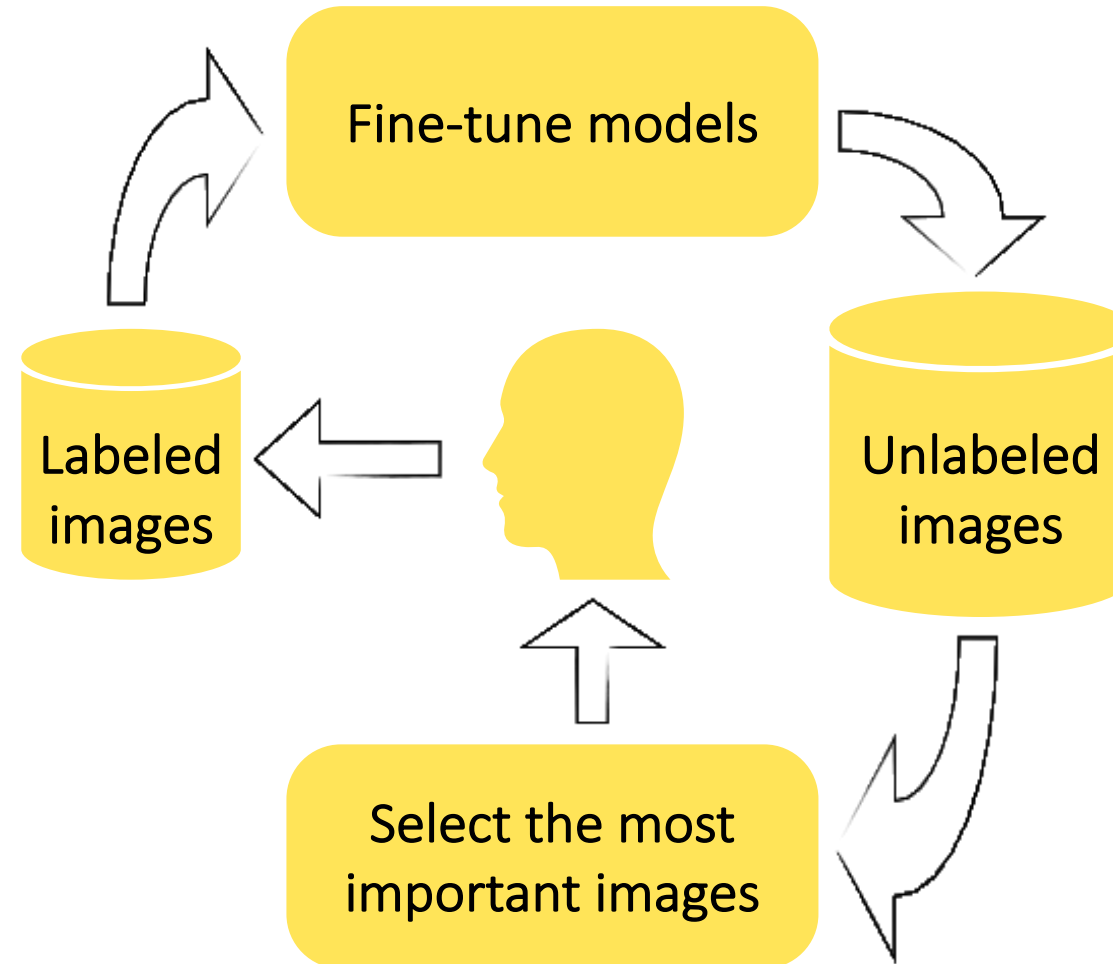 Fine-tune models
Labeled
images
Unlabeled
images
Select the most
important images